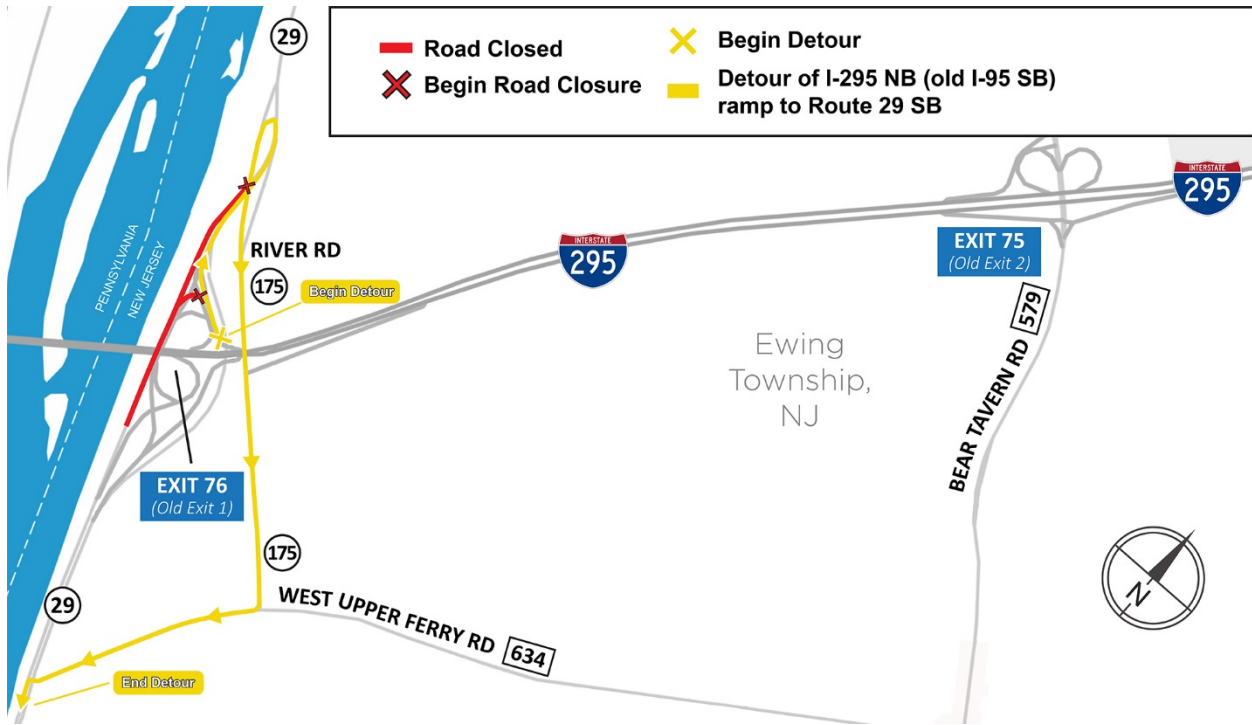 29
Road Closed
Begin Road Closure
Begin Detour
Detour of I-295 NB (old I-95 SB)
ramp to Route 29 SB
INTERSTATE
295
INTERSTATE
295
PENNSYLVANIA
NEW JERSEY
RIVER RD
175
Begin Detour
EXIT 75
(Old Exit 2)
579
BEAR TAVERN RD
Ewing
Township,
NJ
EXIT 76
(Old Exit 1)
175
29
WEST UPPER FERRY RD
634
End Detour
N